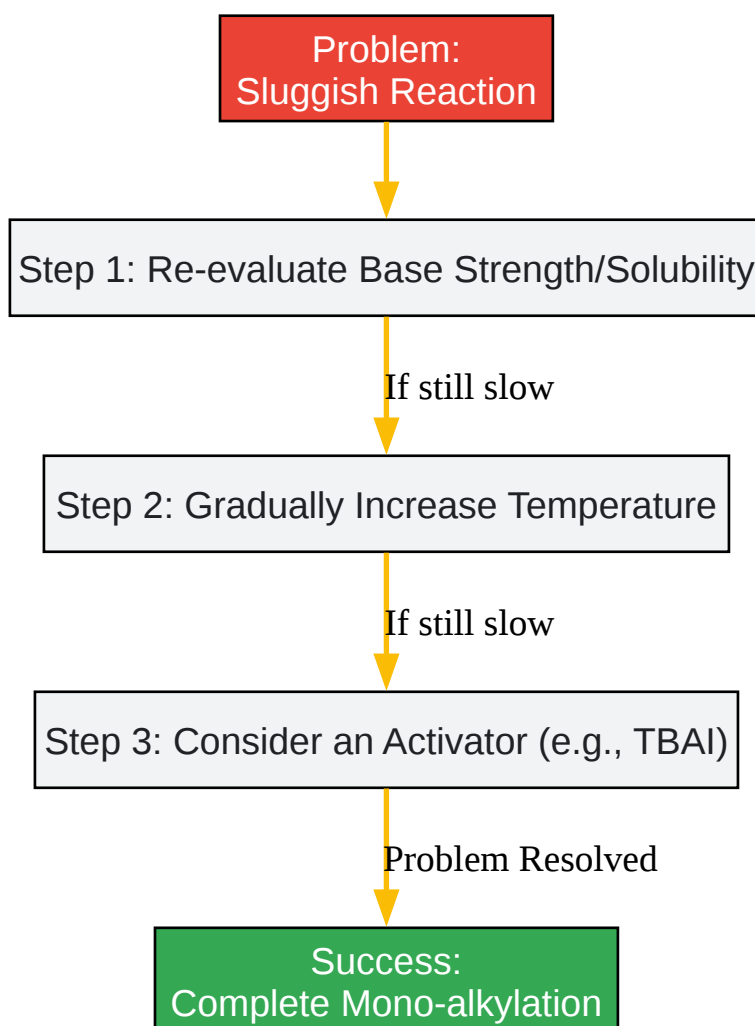 Problem:
Sluggish Reaction
Step 1: Re-evaluate Base Strength/Solubility
If still slow
Step 2: Gradually Increase Temperature
If still slow
Step 3: Consider an Activator (e.g., TBAI)
Problem Resolved
Success:
Complete Mono-alkylation